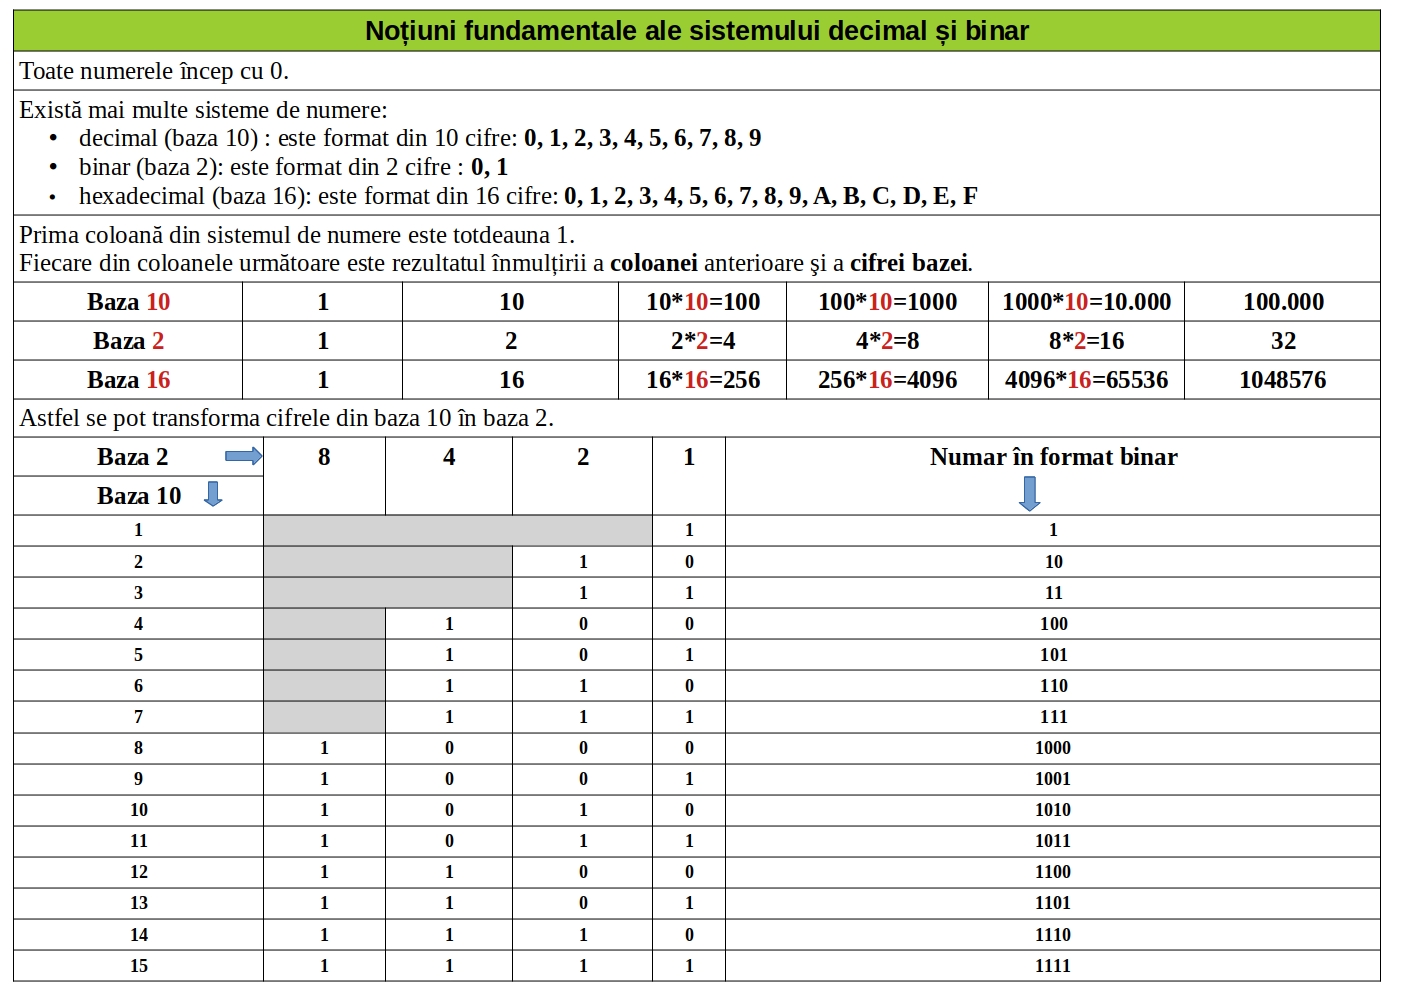 Noțiuni fundamentale ale sistemului decimal și binar
Toate numerele încep cu 0.
Există mai multe sisteme de numere:
• decimal (baza 10) : este format din 10 cifre: 0, 1, 2, 3, 4, 5, 6, 7, 8, 9
• binar (baza 2): este format din 2 cifre : 0, 1
• hexadecimal (baza 16): este format din 16 cifre: 0, 1, 2, 3, 4, 5, 6, 7, 8, 9, A, B, C, D, E, F
Prima coloană din sistemul de numere este totdeauna 1.
Fiecare din coloanele următoare este rezultatul înmulțirii a coloanei anterioare şi a cifrei bazei.
Baza 10 1 10 10*10=100 100*10=1000 1000*10=10.000 100.000
Baza 2 1 2 2*2=4 4*2=8 8*2=16 32
Baza 16 1 16 16*16=256 256*16=4096 4096*16=65536 1048576
Astfel se pot transforma cifrele din baza 10 în baza 2.
Baza 2 8 4 2 1 Numar în format binar
Baza 10
1 1 1
2 1 0 10
3 1 1 11
4 1 0 0 100
5 1 0 1 101
6 1 1 0 110
7 1 1 1 111
8 1 0 0 0 1000
9 1 0 0 1 1001
10 1 0 1 0 1010
11 1 0 1 1 1011
12 1 1 0 0 1100
13 1 1 0 1 1101
14 1 1 1 0 1110
15 1 1 1 1 1111